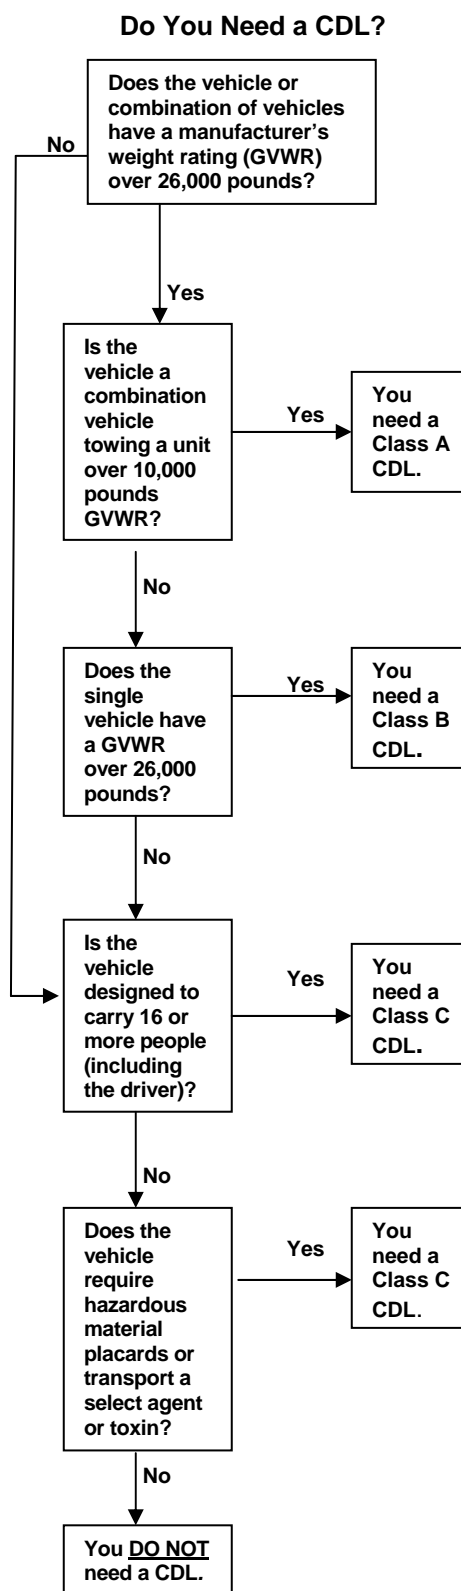 Do You Need a CDL?
Does the vehicle or
combination of vehicles
have a manufacturer's
weight rating (GVWR)
over 26,000 pounds?
No
Yes
Is the
vehicle a
combination
vehicle
towing a unit
over 10,000
pounds
GVWR?
Yes
You
need a
Class A
CDL.
No
Does the
single
vehicle have
a GVWR
over 26,000
pounds?
Yes
You
need a
Class B
CDL.
No
Is the
vehicle
designed to
carry 16 or
more people
(including
the driver)?
Yes
You
need a
Class C
CDL.
No
Does the
vehicle
require
hazardous
material
placards or
transport a
select agent
or toxin?
Yes
You
need a
Class C
CDL.
No
You DO NOT
need a CDL.